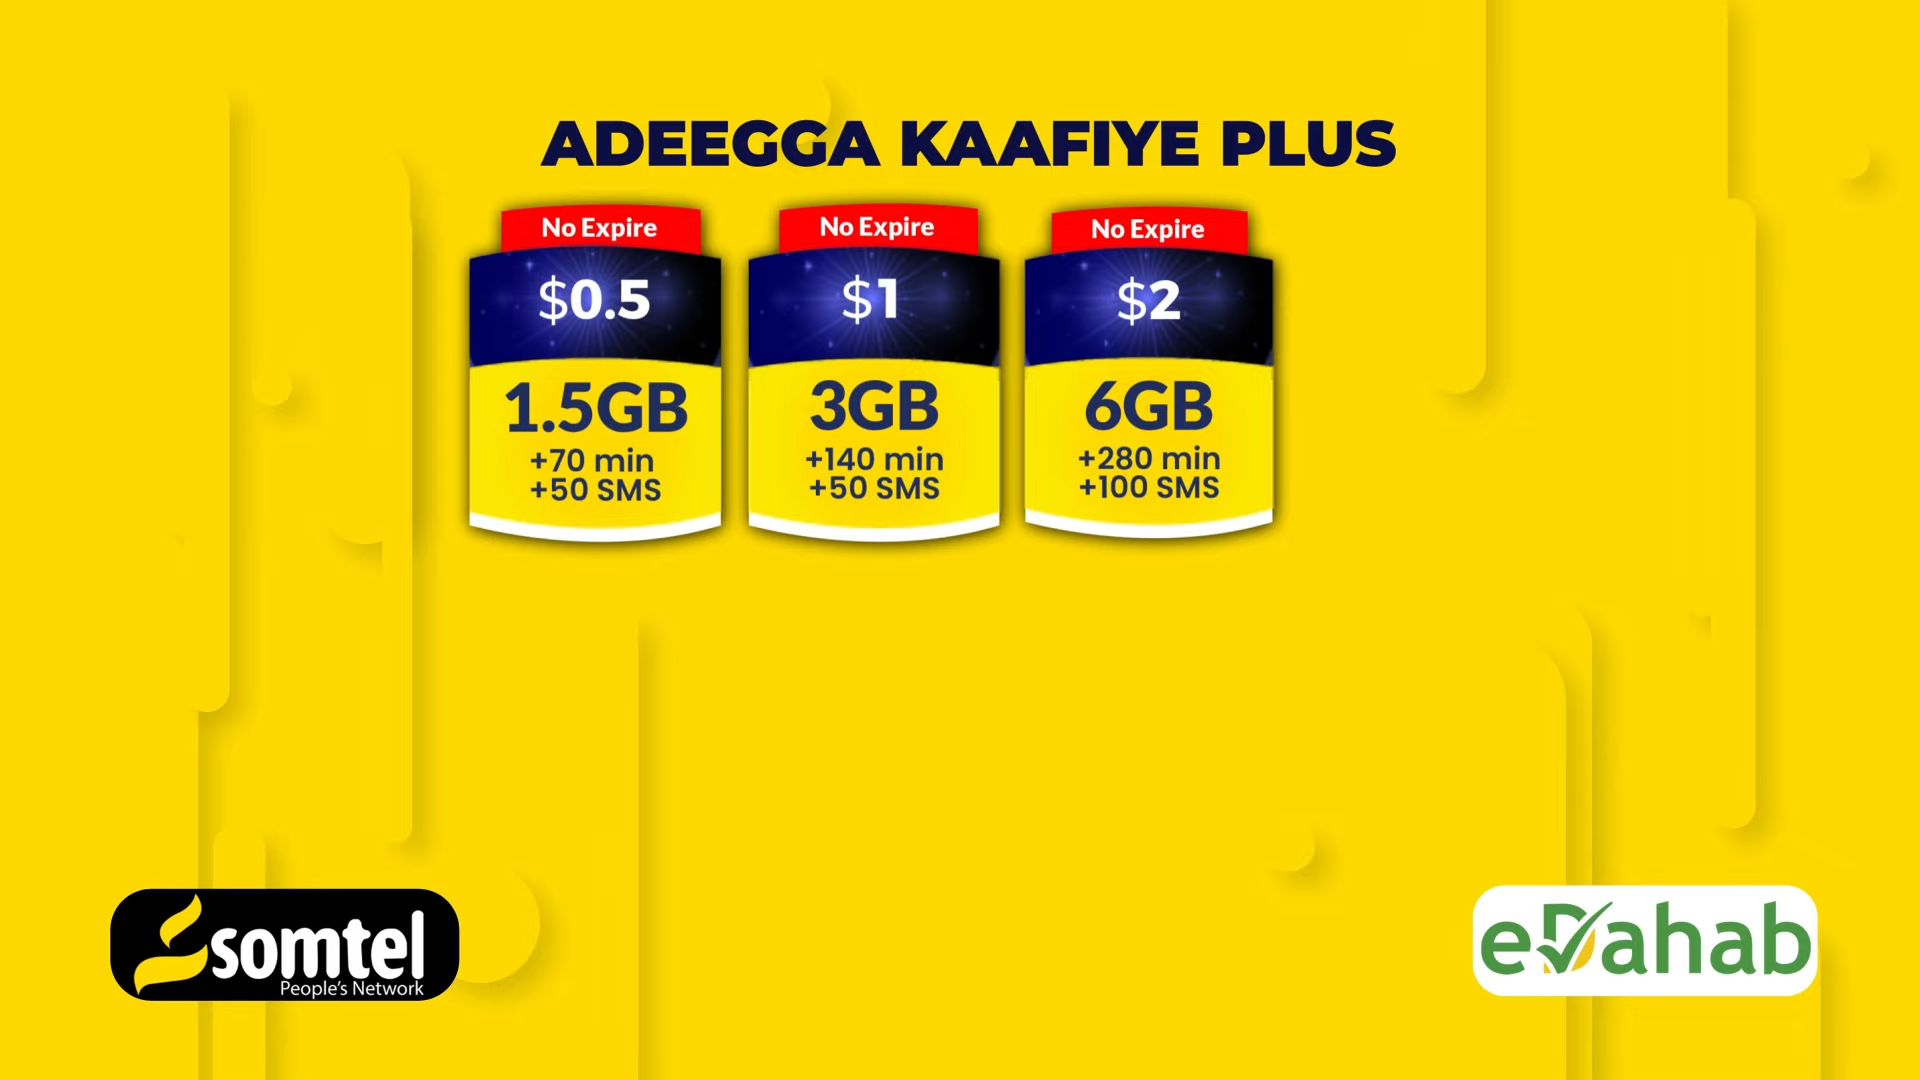 ADEEGGA KAAFIYE PLUS
No Expire
$0.5
1.5GB
+70 min
+50 SMS
No Expire
$1
3GB
+140 min
+50 SMS
No Expire
$2
6GB
+280 min
+100 SMS
somtel
People's Network
eDahab